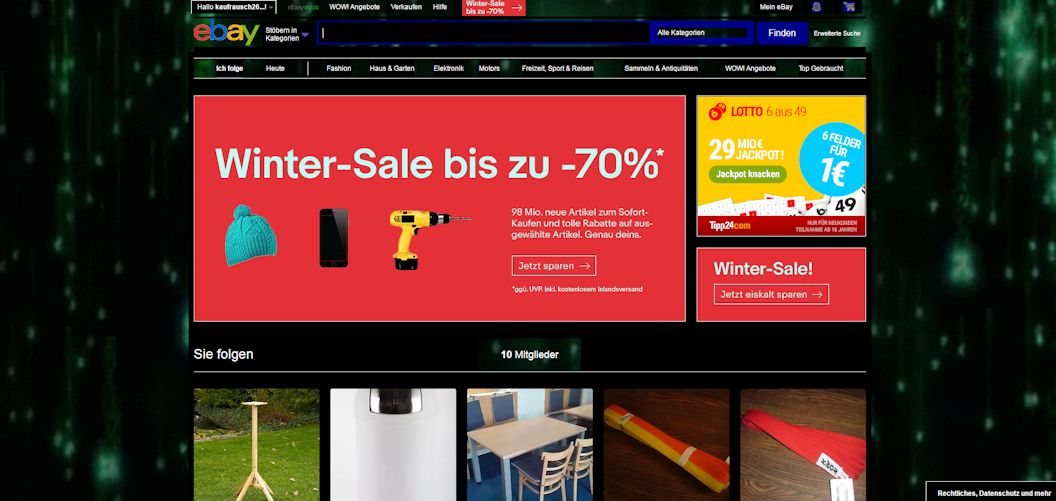 Hallo kaufrausch26...!
ebayplus
WOW! Angebote
Verkaufen
Hilfe
Winter-Sale
bis zu -70%
Mein eBay
ebay
Stöbern in
Kategorien
Alle Kategorien
Finden
Erweiterte Suche
Ich folge
Heute
Fashion
Haus & Garten
Elektronik
Motors
Freizeit, Sport & Reisen
Sammeln & Antiquitäten
WOW! Angebote
Top Gebraucht
Winter-Sale bis zu -70%*
98 Mio. neue Artikel zum Sofort-
Kaufen und tolle Rabatte auf aus-
gewählte Artikel. Genau deins.
Jetzt sparen →
*ggü. UVP. Inkl. kostenlosem Inlandsversand
LOTTO 6 aus 49
29 MIO €
JACKPOT!
Jackpot knacken
6 FELDER
FÜR
1€
49
Tipp24com
NUR FÜR NEUKUNDEN
TEILNAHME AB 18 JAHREN
Winter-Sale!
Jetzt eiskalt sparen →
Sie folgen
10 Mitglieder
Rechtliches, Datenschutz und mehr